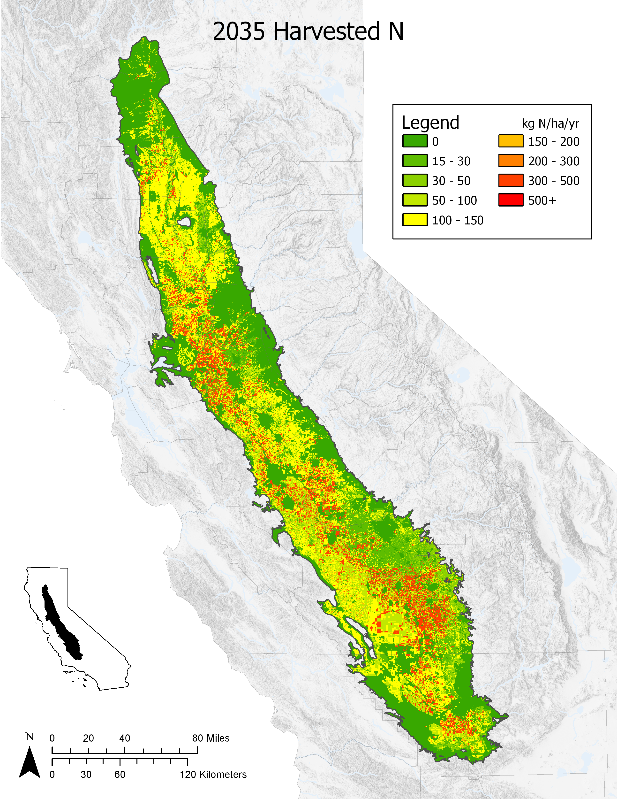 2035 Harvested N
Legend kg N/ha/yr
0 150 - 200
15 - 30 200 - 300
30 - 50 300 - 500
50 - 100 500+
100 - 150
N
0 20 40 80 Miles
0 30 60 120 Kilometers